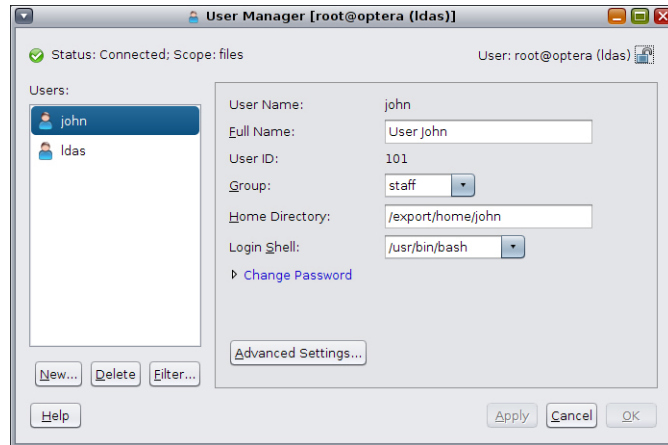 User Manager [root@optera (ldas)]
Status: Connected; Scope: files
User: root@optera (ldas)
Users:
john
ldas
User Name: john
Full Name: User John
User ID: 101
Group: staff
Home Directory: /export/home/john
Login Shell: /usr/bin/bash
Change Password
Advanced Settings...
New... Delete Filter...
Help Apply Cancel OK